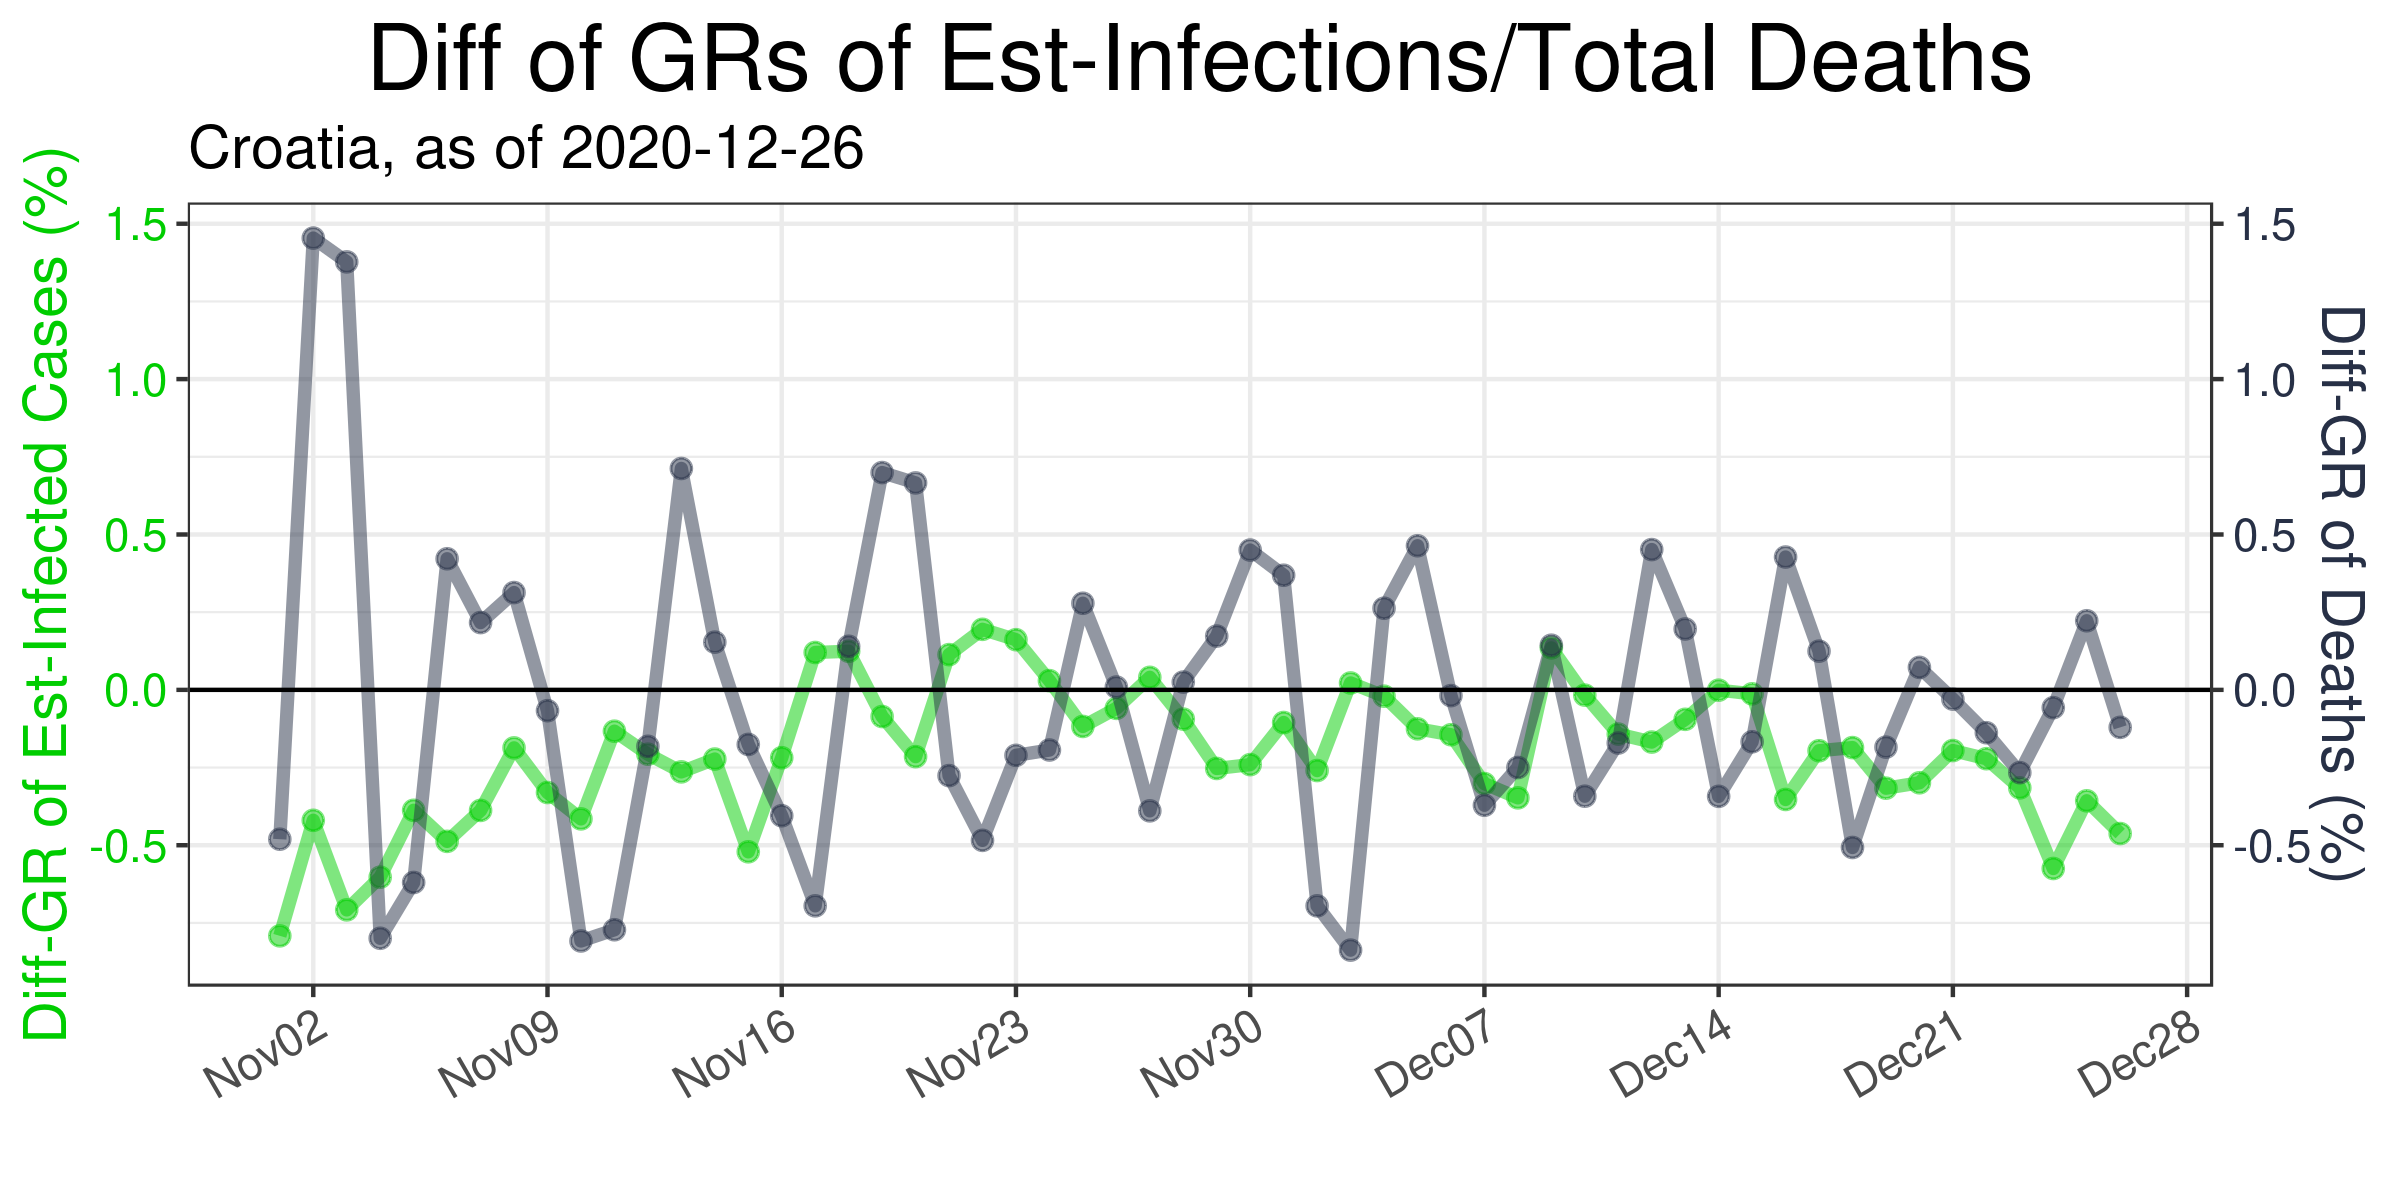 Diff of GRs of Est-Infections/Total Deaths
Croatia, as of 2020-12-26
Diff-GR of Est-Infected Cases (%)
1.5
1.0
0.5
0.0
-0.5
1.5
1.0
0.5
0.0
-0.5
Diff-GR of Deaths (%)
Nov02
Nov09
Nov16
Nov23
Nov30
Dec07
Dec14
Dec21
Dec28